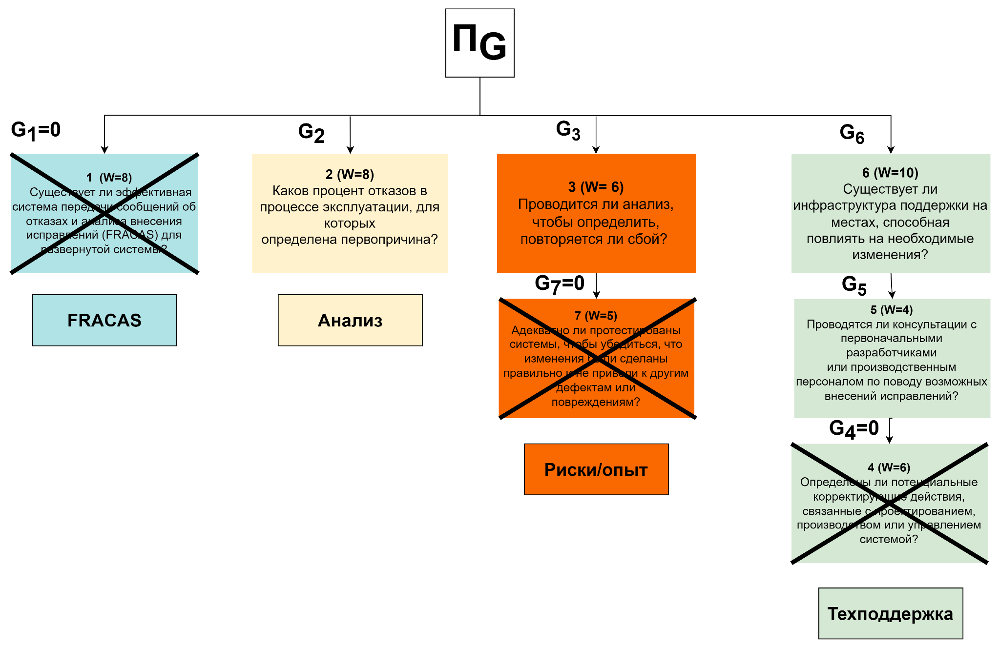 ПG
G1=0
1 (W=8)
Существует ли эффективная
система передачи сообщений об
отказах и анализа внесения
исправлений (FRACAS) для
развернутой системы?
FRACAS
G2
2 (W=8)
Каков процент отказов в
процессе эксплуатации, для
которых
определена первопричина?
Анализ
G3
3 (W= 6)
Проводится ли анализ,
чтобы определить,
повторяется ли сбой?
G7=0
7 (W=5)
Адекватно ли протестированы
системы, чтобы убедиться, что
изменения были сделаны
правильно и не привели к другим
дефектам или
повреждениям?
Риски/опыт
G6
6 (W=10)
Существует ли
инфраструктура поддержки на
местах, способная
повлиять на необходимые
изменения?
G5
5 (W=4)
Проводятся ли консультации с
первоначальными
разработчиками
или производственным
персоналом по поводу возможных
внесений исправлений?
G4=0
4 (W=6)
Определены ли потенциальные
корректирующие действия,
связанные с проектированием,
производством или управлением
системой?
Техподдержка